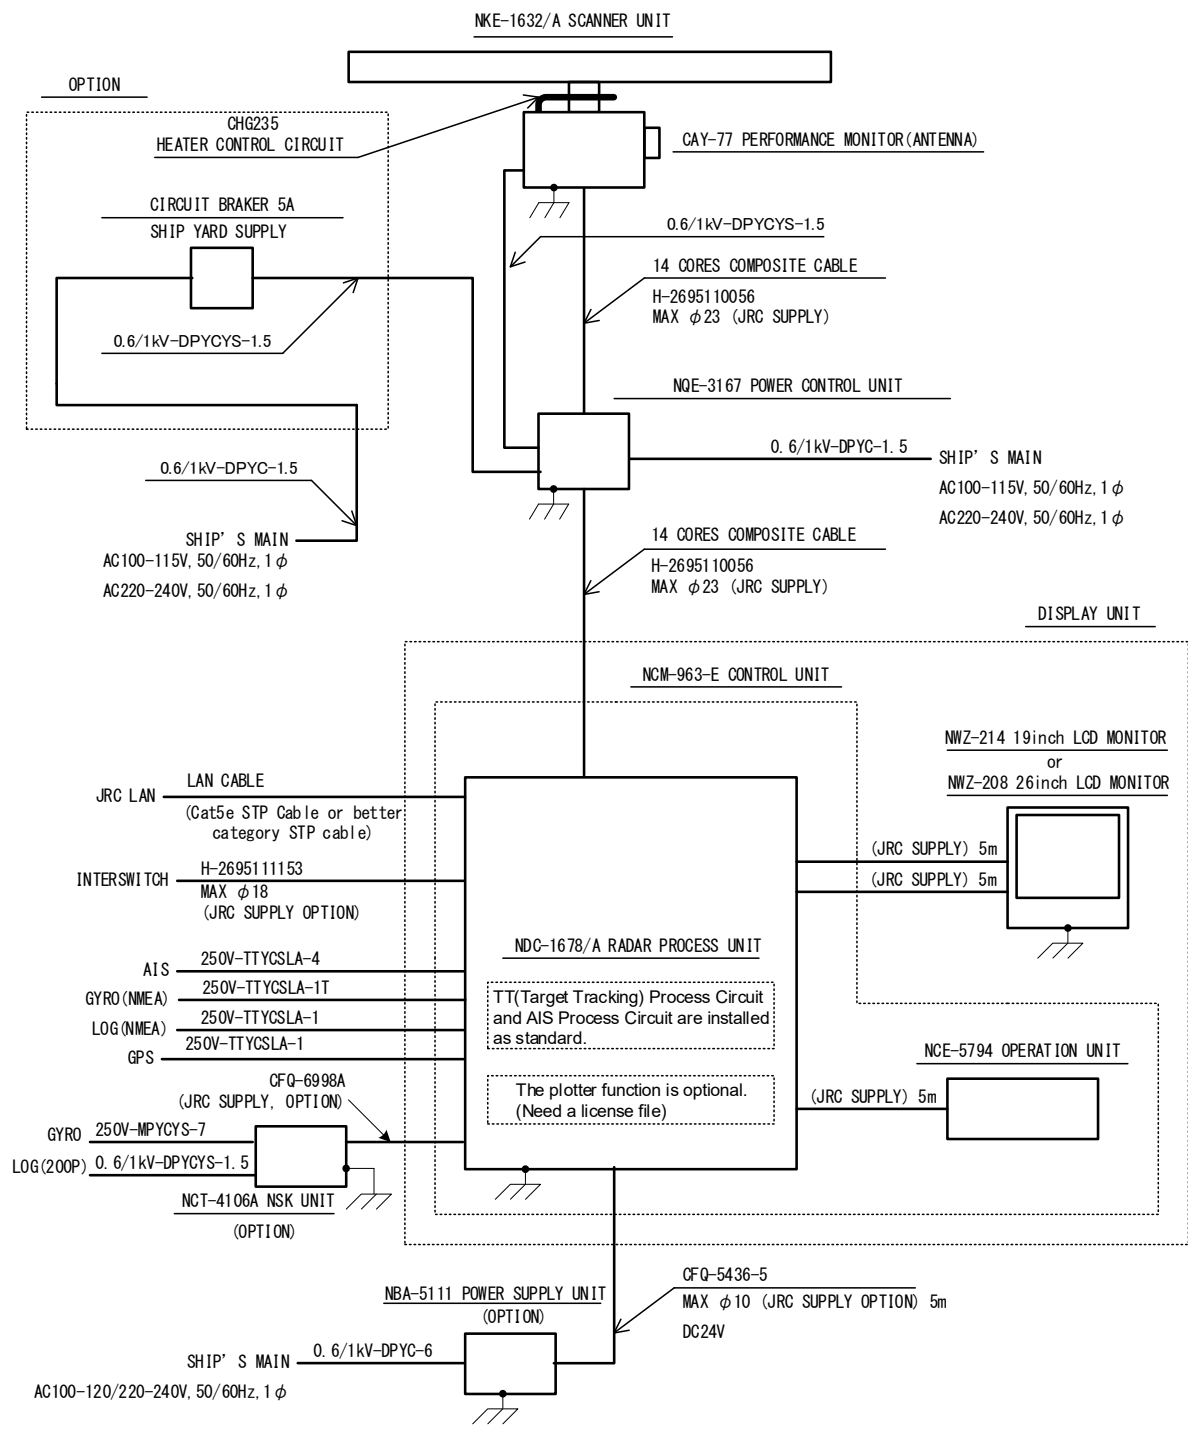 NKE-1632/A SCANNER UNIT
OPTION
CHG235
HEATER CONTROL CIRCUIT
CAY-77 PERFORMANCE MONITOR(ANTENNA)
CIRCUIT BRAKER 5A
SHIP YARD SUPPLY
0.6/1kV-DPYCYS-1.5
14 CORES COMPOSITE CABLE
H-2695110056
MAX φ23 (JRC SUPPLY)
0.6/1kV-DPYCYS-1.5
NQE-3167 POWER CONTROL UNIT
0.6/1kV-DPYC-1.5
SHIP'S MAIN
AC100-115V, 50/60Hz, 1φ
AC220-240V, 50/60Hz, 1φ
0.6/1kV-DPYC-1.5
SHIP'S MAIN
AC100-115V, 50/60Hz, 1φ
AC220-240V, 50/60Hz, 1φ
14 CORES COMPOSITE CABLE
H-2695110056
MAX φ23 (JRC SUPPLY)
DISPLAY UNIT
NCM-963-E CONTROL UNIT
NWZ-214 19inch LCD MONITOR
or
NWZ-208 26inch LCD MONITOR
JRC LAN
LAN CABLE
(Cat5e STP Cable or better
category STP cable)
(JRC SUPPLY) 5m
(JRC SUPPLY) 5m
INTERSWITCH
H-2695111153
MAX φ18
(JRC SUPPLY OPTION)
NDC-1678/A RADAR PROCESS UNIT
AIS
250V-TTYCSLA-4
GYRO(NMEA)
250V-TTYCSLA-1T
LOG(NMEA)
250V-TTYCSLA-1
GPS
250V-TTYCSLA-1
TT(Target Tracking) Process Circuit
and AIS Process Circuit are installed
as standard.
The plotter function is optional.
(Need a license file)
NCE-5794 OPERATION UNIT
(JRC SUPPLY) 5m
CFQ-6998A
(JRC SUPPLY, OPTION)
GYRO
250V-MPYCYS-7
LOG(200P)
0.6/1kV-DPYCYS-1.5
NCT-4106A NSK UNIT
(OPTION)
NBA-5111 POWER SUPPLY UNIT
(OPTION)
CFQ-5436-5
MAX φ10 (JRC SUPPLY OPTION) 5m
DC24V
SHIP'S MAIN
0.6/1kV-DPYC-6
AC100-120/220-240V, 50/60Hz, 1φ